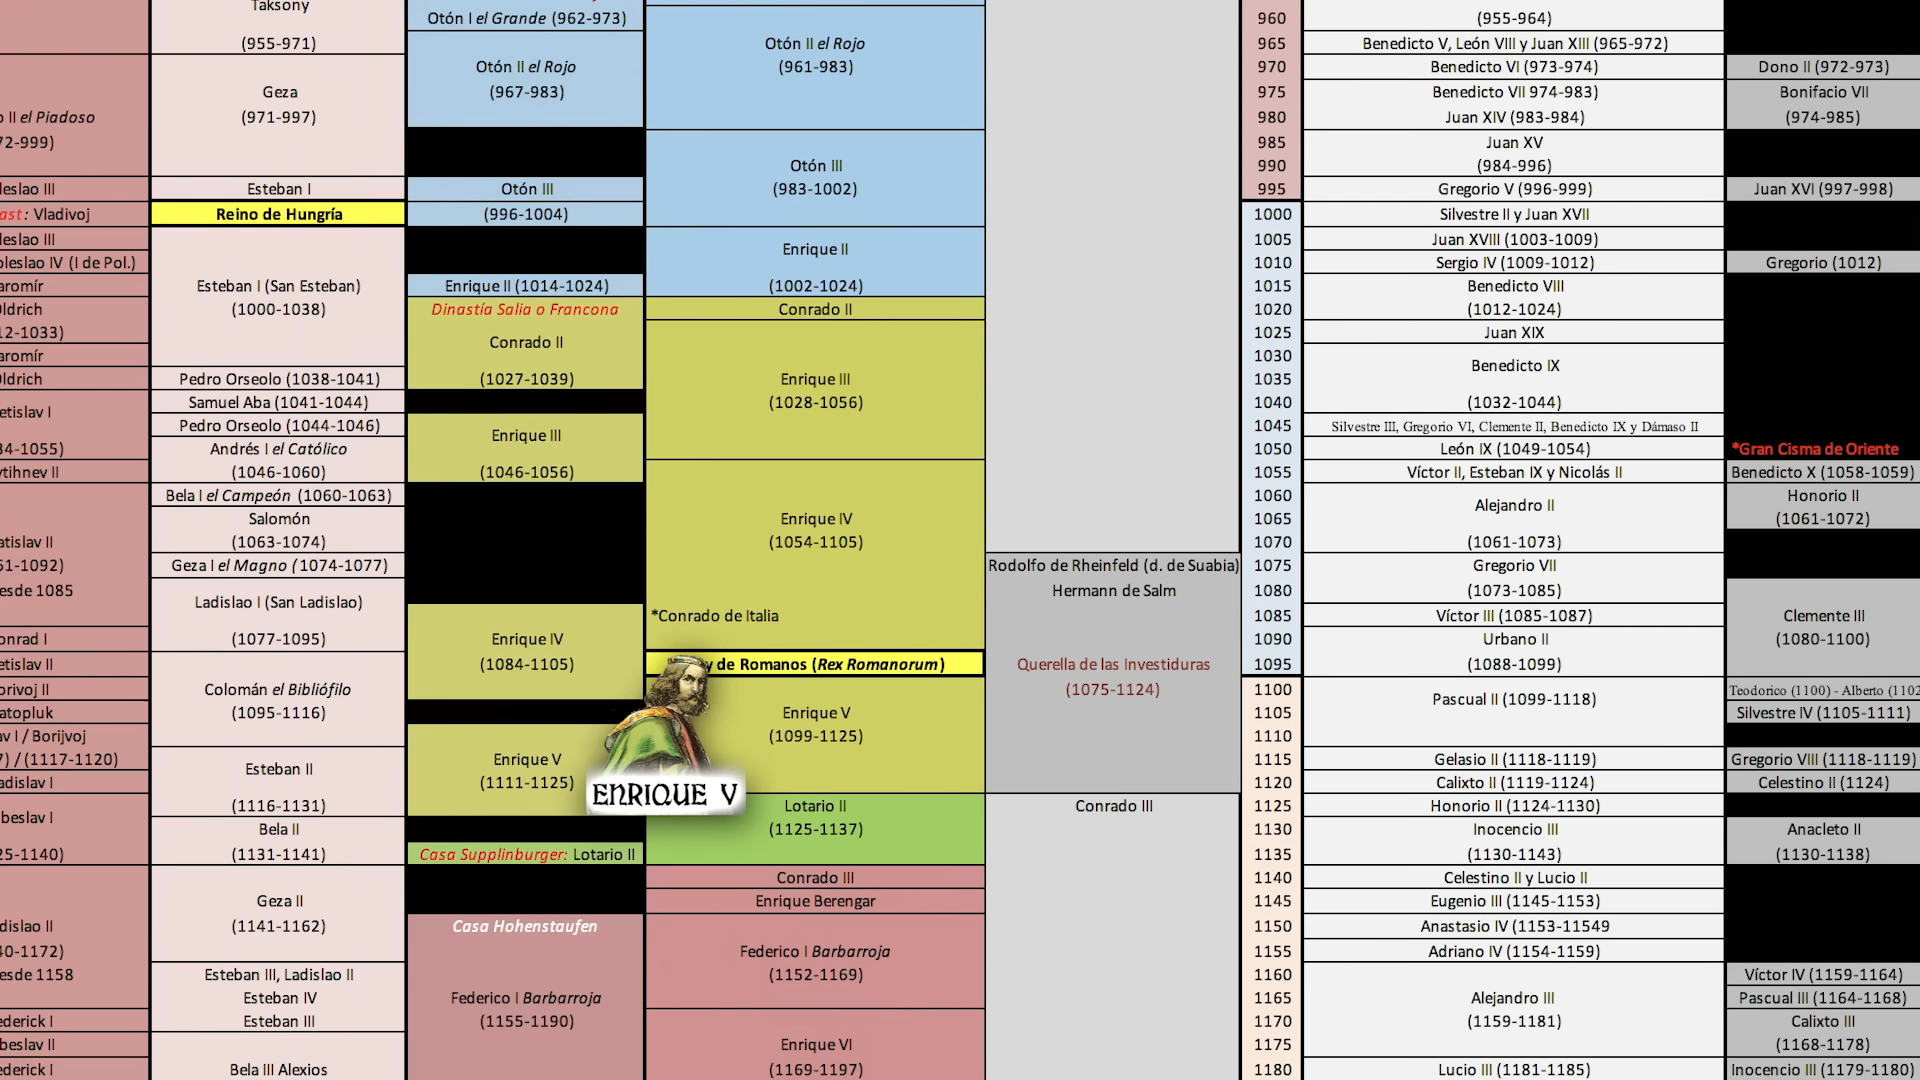 Taksony
(955-971)
Geza
(971-997)
Esteban I
Reino de Hungría
Esteban I (San Esteban)
(1000-1038)
Pedro Orseolo (1038-1041)
Samuel Aba (1041-1044)
Pedro Orseolo (1044-1046)
Andrés I el Católico
(1046-1060)
Bela I el Campeón (1060-1063)
Salomón
(1063-1074)
Geza I el Magno (1074-1077)
Ladislao I (San Ladislao)
(1077-1095)
Colomán el Bibliófilo
(1095-1116)
Esteban II
(1116-1131)
Bela II
(1131-1141)
Geza II
(1141-1162)
Esteban III, Ladislao II
Esteban IV
Esteban III
Bela III Alexios
o II el Piadoso
72-999)
leslao III
ast: Vladivoj
leslao III
oleslao IV (I de Pol.)
aromír
Oldrich
12-1033)
aromír
Oldrich
etislav I
34-1055)
ytihnev II
atislav II
61-1092)
esde 1085
onrad I
etislav II
orivoj II
atopluk
av I / Borijvoj
7) / (1117-1120)
adislao I
beslav I
25-1140)
dislao II
40-1172)
esde 1158
ederick I
beslav II
ederick I
Otón I el Grande (962-973)
Otón II el Rojo
(967-983)
Otón III
(996-1004)
Enrique II (1014-1024)
Dinastía Salia o Francona
Conrado II
(1027-1039)
Enrique III
(1046-1056)
Enrique IV
(1084-1105)
Enrique V
(1111-1125)
Casa Supplinburger: Lotario II
Casa Hohenstaufen
Federico I Barbarroja
(1155-1190)
Otón II el Rojo
(961-983)
Otón III
(983-1002)
Enrique II
(1002-1024)
Conrado II
Enrique III
(1028-1056)
Enrique IV
(1054-1105)
*Conrado de Italia
y de Romanos (Rex Romanorum)
Enrique V
(1099-1125)
ENRIQUE V
Lotario II
(1125-1137)
Conrado III
Enrique Berengar
Federico I Barbarroja
(1152-1169)
Enrique VI
(1169-1197)
Rodolfo de Rheinfeld (d. de Suabia)
Hermann de Salm
Querella de las Investiduras
(1075-1124)
Conrado III
960
965
970
975
980
985
990
995
1000
1005
1010
1015
1020
1025
1030
1035
1040
1045
1050
1055
1060
1065
1070
1075
1080
1085
1090
1095
1100
1105
1110
1115
1120
1125
1130
1135
1140
1145
1150
1155
1160
1165
1170
1175
1180
(955-964)
Benedicto V, León VIII y Juan XIII (965-972)
Benedicto VI (973-974)
Benedicto VII 974-983)
Juan XIV (983-984)
Juan XV
(984-996)
Gregorio V (996-999)
Silvestre II y Juan XVII
Juan XVIII (1003-1009)
Sergio IV (1009-1012)
Benedicto VIII
(1012-1024)
Juan XIX
Benedicto IX
(1032-1044)
Silvestre III, Gregorio VI, Clemente II, Benedicto IX y Dámaso II
León IX (1049-1054)
Víctor II, Esteban IX y Nicolás II
Alejandro II
(1061-1073)
Gregorio VII
(1073-1085)
Víctor III (1085-1087)
Urbano II
(1088-1099)
Pascual II (1099-1118)
Gelasio II (1118-1119)
Calixto II (1119-1124)
Honorio II (1124-1130)
Inocencio III
(1130-1143)
Celestino II y Lucio II
Eugenio III (1145-1153)
Anastasio IV (1153-11549
Adriano IV (1154-1159)
Alejandro III
(1159-1181)
Lucio III (1181-1185)
Dono II (972-973)
Bonifacio VII
(974-985)
Juan XVI (997-998)
Gregorio (1012)
*Gran Cisma de Oriente
Benedicto X (1058-1059)
Honorio II
(1061-1072)
Clemente III
(1080-1100)
Teodorico (1100) - Alberto (1102
Silvestre IV (1105-1111)
Gregorio VIII (1118-1119)
Celestino II (1124)
Anacleto II
(1130-1138)
Víctor IV (1159-1164)
Pascual III (1164-1168)
Calixto III
(1168-1178)
Inocencio III (1179-1180)